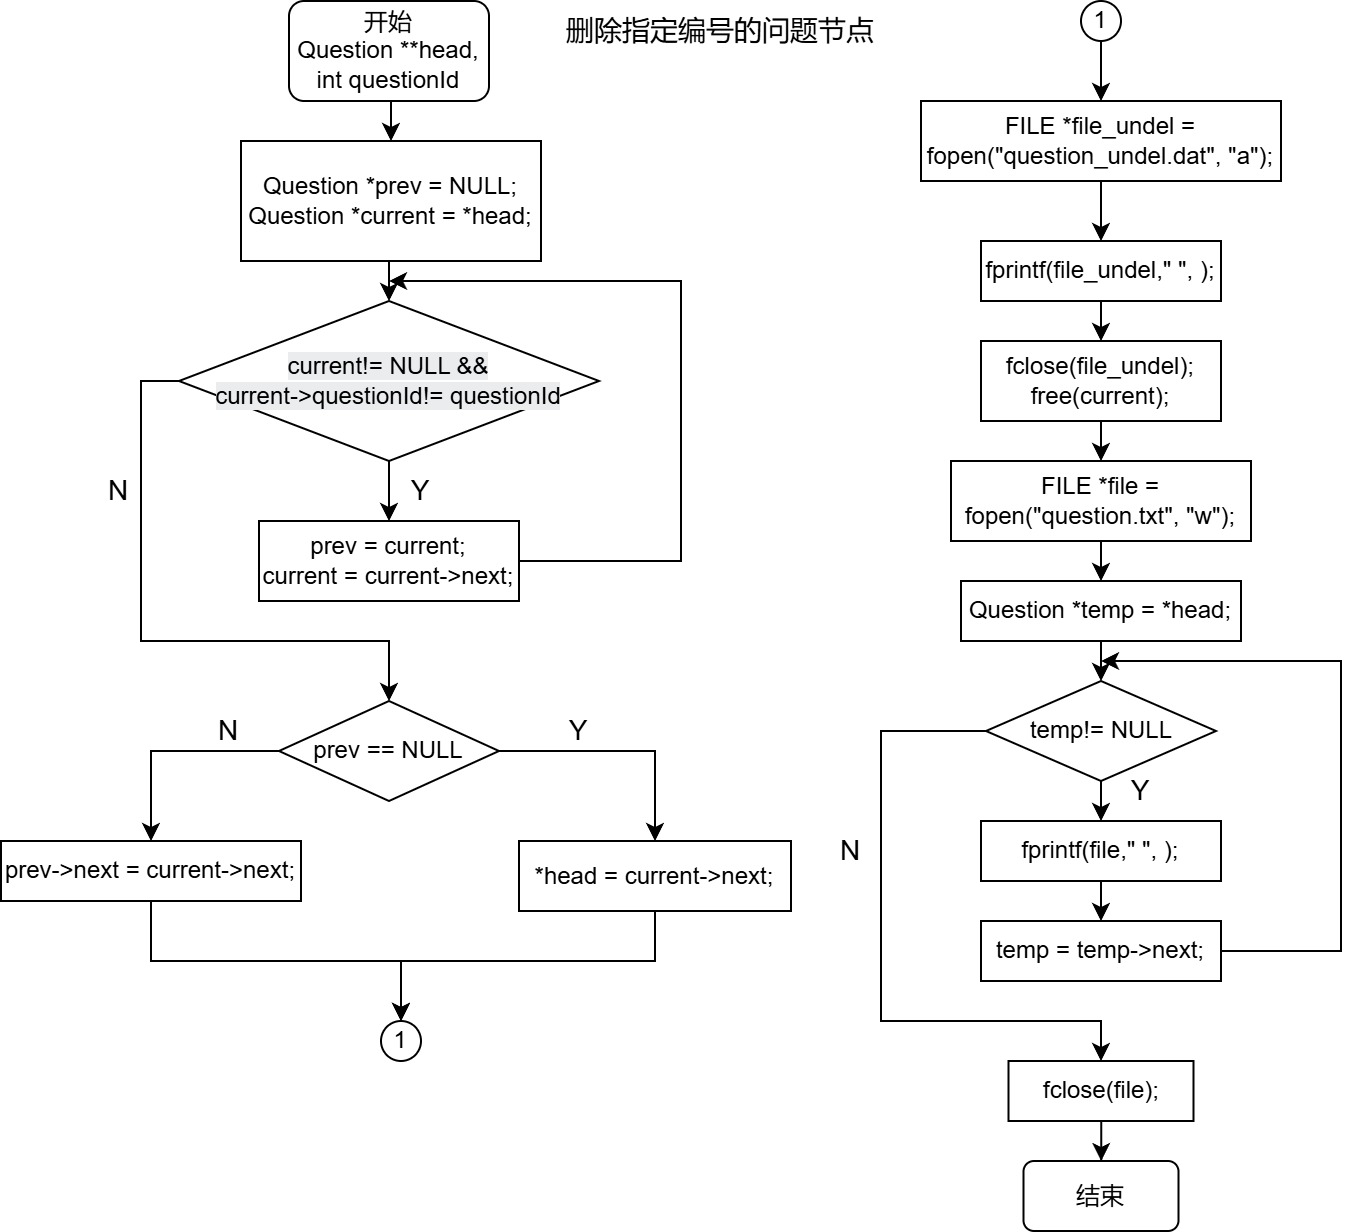 删除指定编号的问题节点
开始
Question **head,
int questionId
Question *prev = NULL;
Question *current = *head;
current!= NULL &&
current->questionId!= questionId
N
Y
prev = current;
current = current->next;
N
Y
prev == NULL
prev->next = current->next;
*head = current->next;
1
1
FILE *file_undel =
fopen("question_undel.dat", "a");
fprintf(file_undel," ", );
fclose(file_undel);
free(current);
FILE *file =
fopen("question.txt", "w");
Question *temp = *head;
temp!= NULL
Y
N
fprintf(file," ", );
temp = temp->next;
fclose(file);
结束